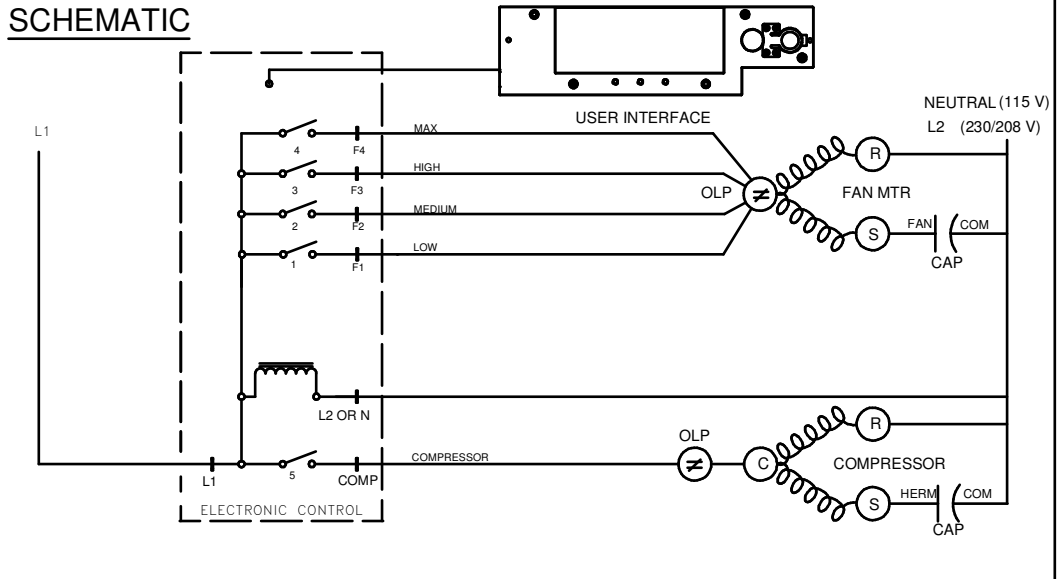 SCHEMATIC
USER INTERFACE
NEUTRAL (115 V)
L2 (230/208 V)
L1
4 F4 MAX
3 F3 HIGH
2 F2 MEDIUM
1 F1 LOW
OLP
R
FAN MTR
S
FAN COM
CAP
L2 OR N
L1
5
COMP
COMPRESSOR
OLP
C
R
COMPRESSOR
S
HERM COM
CAP
ELECTRONIC CONTROL